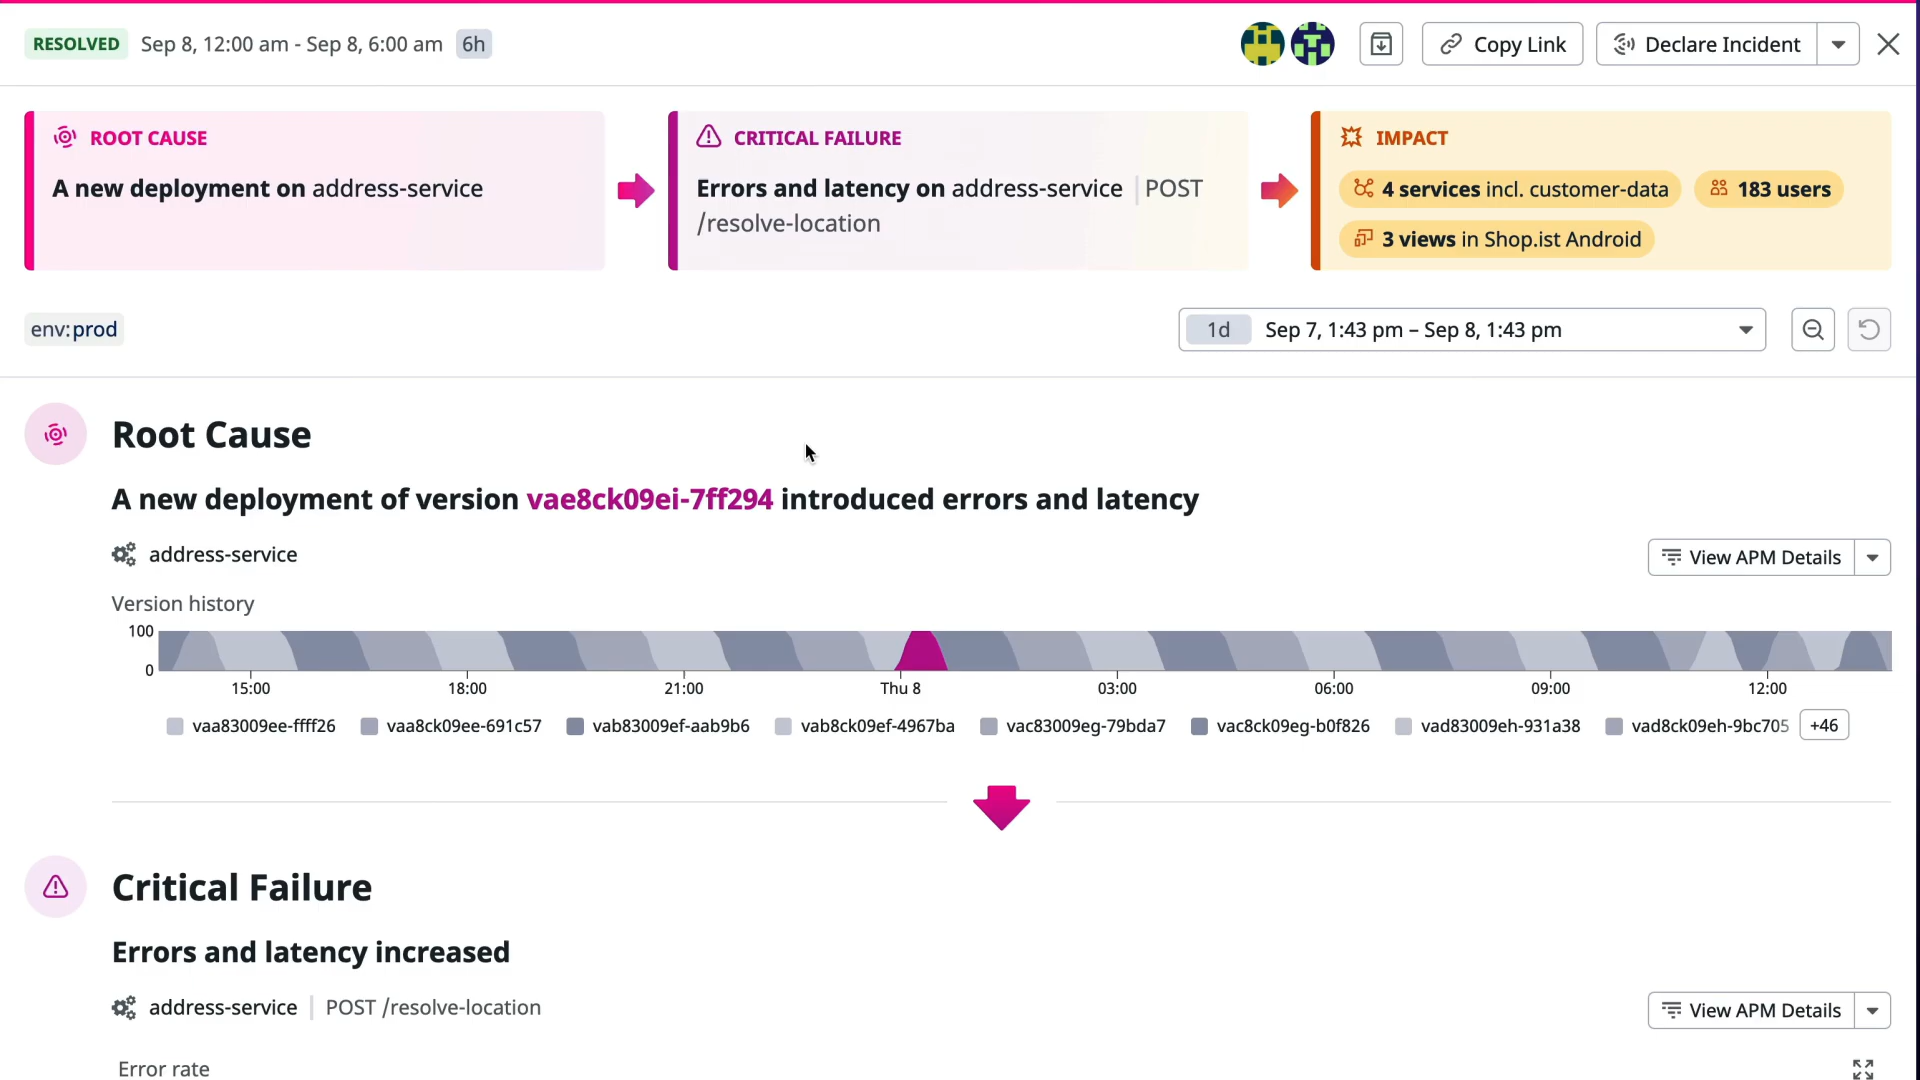 RESOLVED Sep 8, 12:00 am - Sep 8, 6:00 am 6h
Copy Link
Declare Incident
ROOT CAUSE
A new deployment on address-service
CRITICAL FAILURE
Errors and latency on address-service POST
/resolve-location
IMPACT
4 services incl. customer-data 183 users
3 views in Shop.ist Android
env:prod
1d Sep 7, 1:43 pm – Sep 8, 1:43 pm
Root Cause
A new deployment of version vae8ck09ei-7ff294 introduced errors and latency
address-service
View APM Details
Version history
100
0
15:00 18:00 21:00 Thu 8 03:00 06:00 09:00 12:00
vaa83009ee-ffff26 vaa8ck09ee-691c57 vab83009ef-aab9b6 vab8ck09ef-4967ba vac83009eg-79bda7 vac8ck09eg-b0f826 vad83009eh-931a38 vad8ck09eh-9bc705 +46
Critical Failure
Errors and latency increased
address-service POST /resolve-location
View APM Details
Error rate